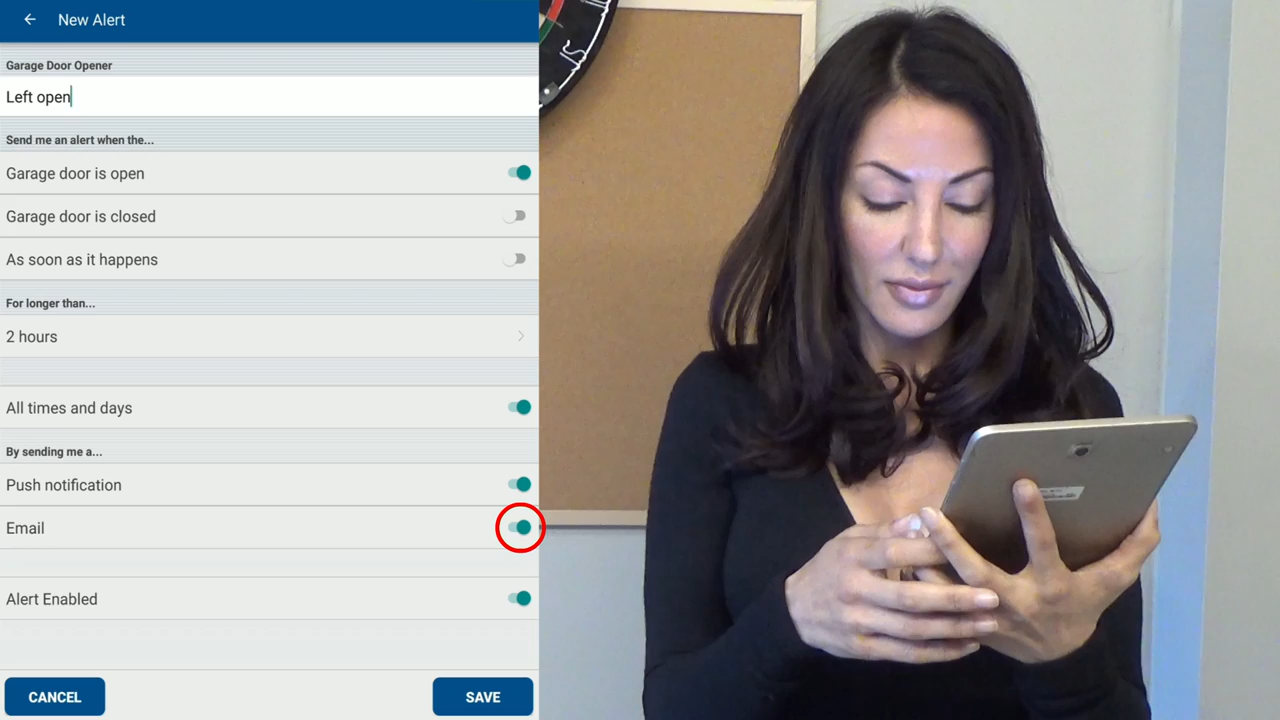 New Alert
Garage Door Opener
Left open
Send me an alert when the...
Garage door is open
Garage door is closed
As soon as it happens
For longer than...
2 hours
All times and days
By sending me a...
Push notification
Email
Alert Enabled
CANCEL
SAVE
15